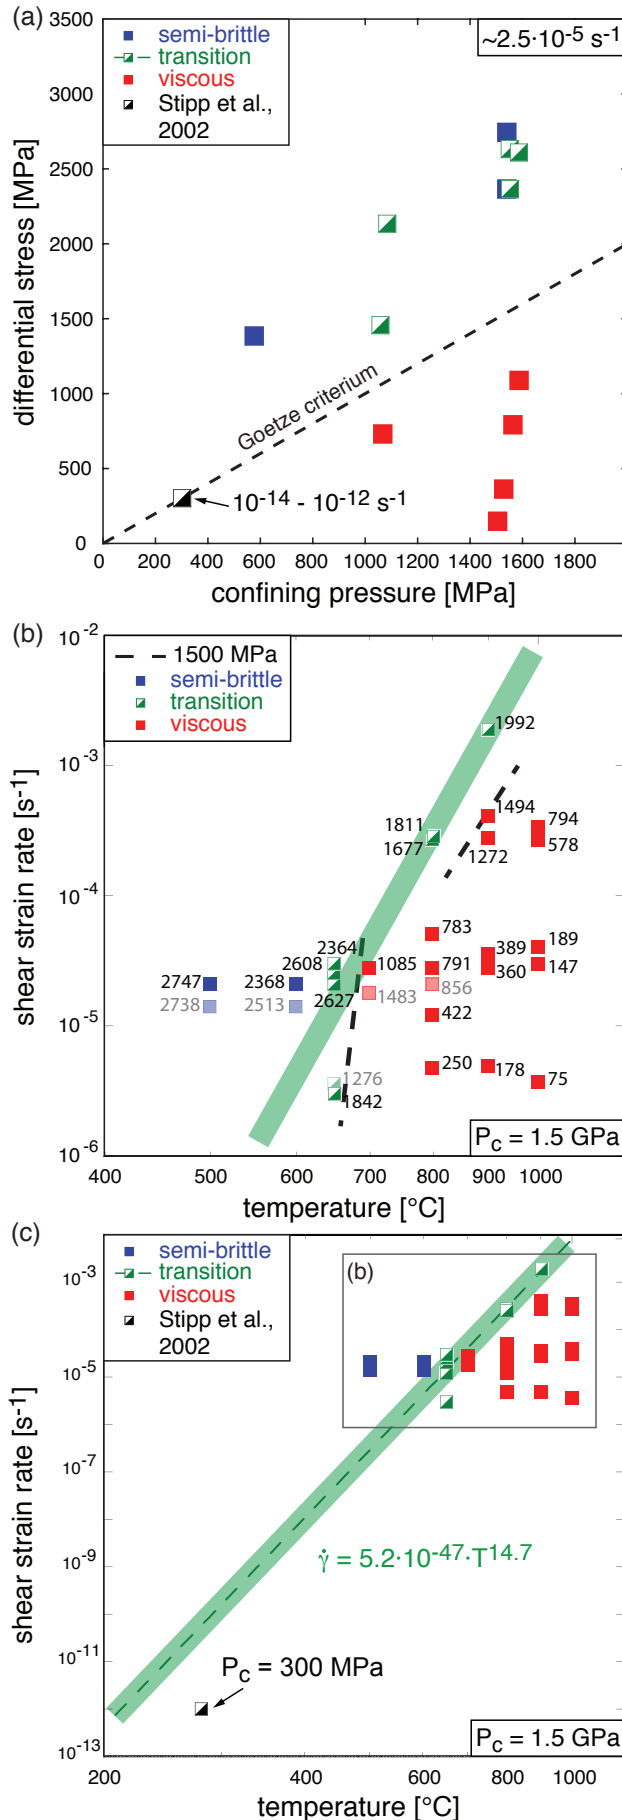 (a)
3500
3000
2500
2000
1500
1000
500
0
differential stress [MPa]
semi-brittle
transition
viscous
Stipp et al.,
2002
~2.5·10⁻⁵ s⁻¹
Goetze criterium
10⁻¹⁴ - 10⁻¹² s⁻¹
0 200 400 600 800 1000 1200 1400 1600 1800
confining pressure [MPa]
(b)
10⁻²
10⁻³
10⁻⁴
10⁻⁵
10⁻⁶
shear strain rate [s⁻¹]
1500 MPa
semi-brittle
transition
viscous
1992
1494
794
1811
1677
1272
578
783
2364
2608
1085
791
389
189
2747
2368
2627
360
147
2738
2513
1483
856
422
1276
1842
250
178
75
P_c = 1.5 GPa
400 500 600 700 800 900 1000
temperature [°C]
(c)
10⁻³
10⁻⁵
10⁻⁷
10⁻⁹
10⁻¹¹
10⁻¹³
shear strain rate [s⁻¹]
semi-brittle
transition
viscous
Stipp et al.,
2002
(b)
γ̇ = 5.2·10⁻⁴⁷·T¹⁴·⁷
P_c = 300 MPa
P_c = 1.5 GPa
200 400 600 800 1000
temperature [°C]